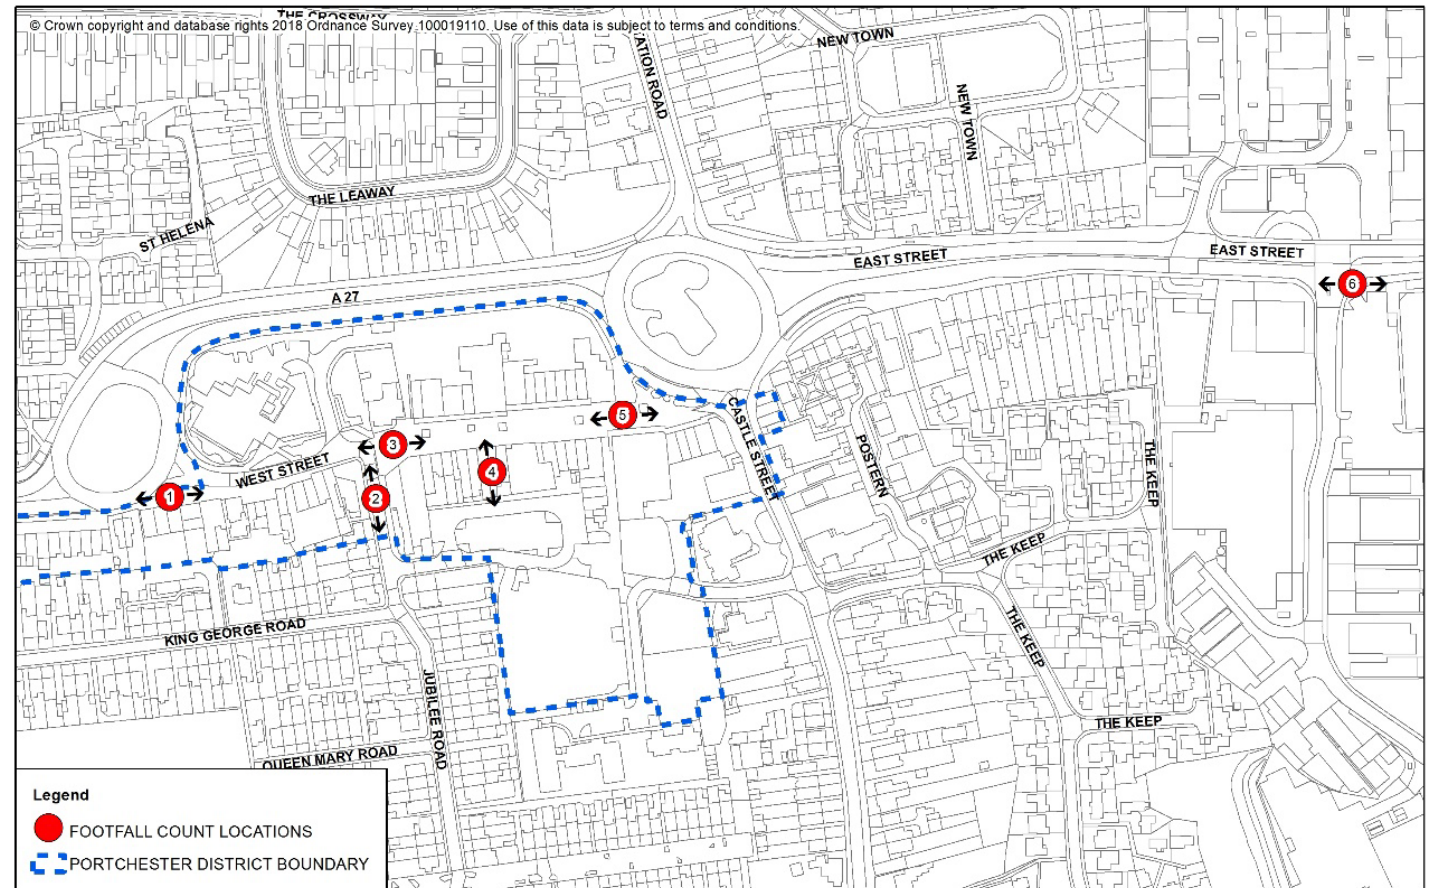 THE CROSSWAY
© Crown copyright and database rights 2018 Ordnance Survey 100019110. Use of this data is subject to terms and conditions.
NEW TOWN
NEW TOWN
THE LEAWAY
ST HELENA
EAST STREET
EAST STREET
A 27
6
5
CASTLE STREET
3
WEST STREET
4
1
2
POSTERN
THE KEEP
THE KEEP
THE KEEP
KING GEORGE ROAD
JUBILEE ROAD
THE KEEP
QUEEN MARY ROAD
Legend
FOOTFALL COUNT LOCATIONS
PORTCHESTER DISTRICT BOUNDARY